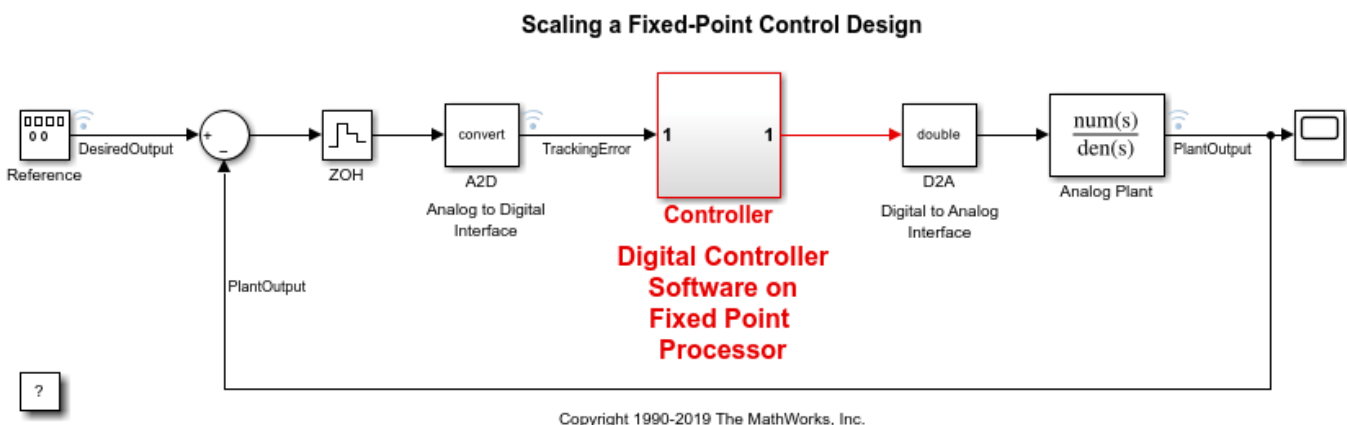 Scaling a Fixed-Point Control Design
+
−
DesiredOutput
Reference
ZOH
convert
A2D
Analog to Digital
Interface
TrackingError
1
1
Controller
Digital Controller
Software on
Fixed Point
Processor
double
D2A
Digital to Analog
Interface
num(s)
den(s)
Analog Plant
PlantOutput
PlantOutput
?
Copyright 1990-2019 The MathWorks, Inc.